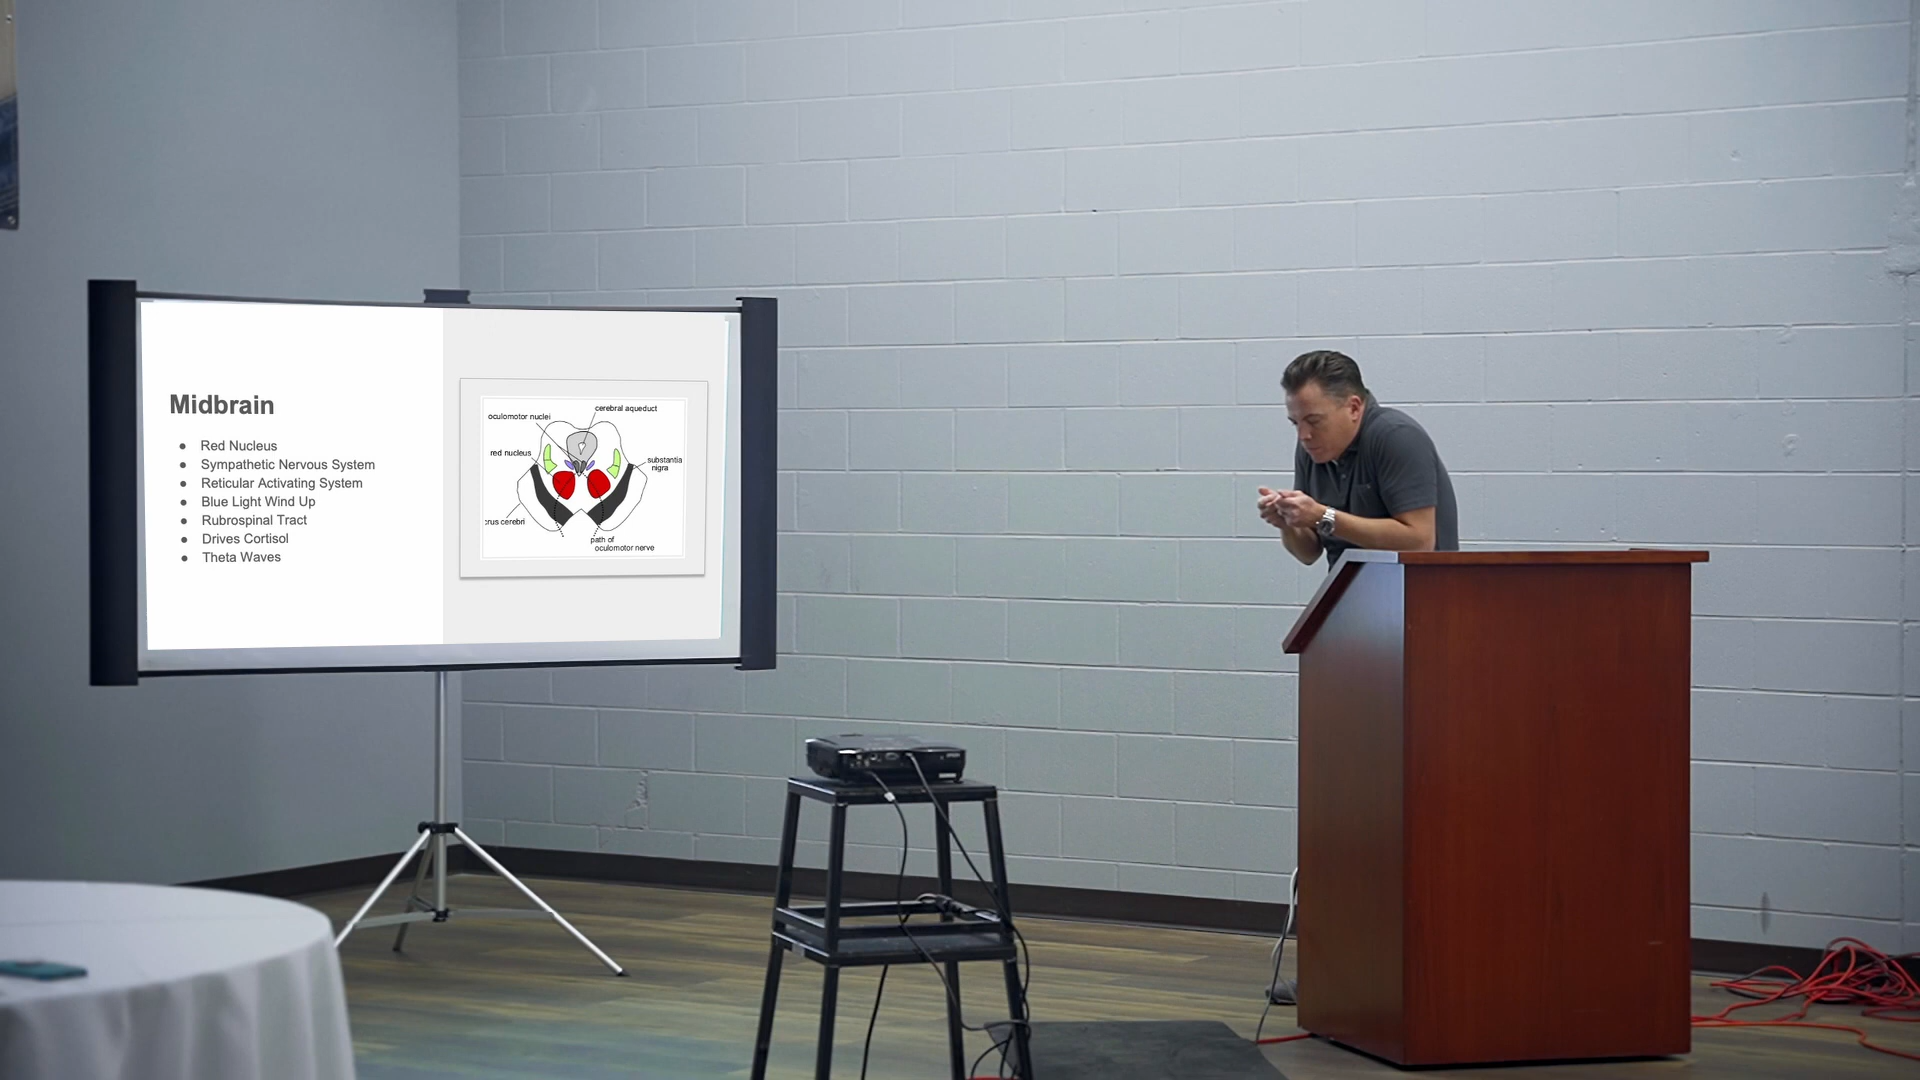 Midbrain
● Red Nucleus
● Sympathetic Nervous System
● Reticular Activating System
● Blue Light Wind Up
● Rubrospinal Tract
● Drives Cortisol
● Theta Waves
oculomotor nuclei
cerebral aqueduct
red nucleus
substantia
nigra
crus cerebri
path of
oculomotor nerve